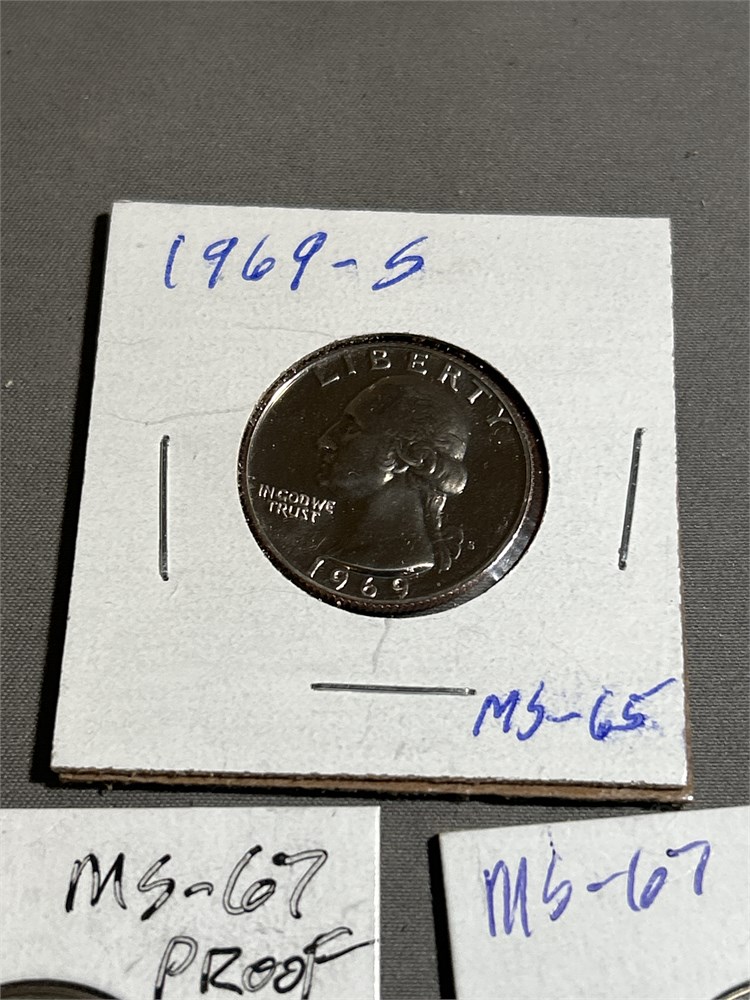 1969-S
LIBERTY
IN GOD WE
TRUST
S
1969
MS-65
MS-67
PROOF
MS-67